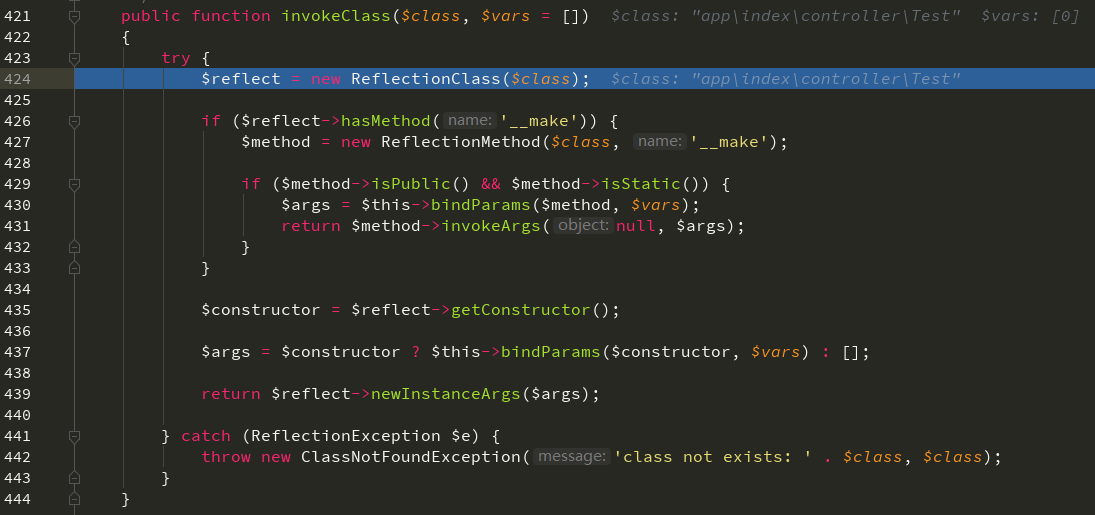 421 public function invokeClass($class, $vars = []) $class: "app\index\controller\Test" $vars: [0]
422 {
423 try {
424 $reflect = new ReflectionClass($class); $class: "app\index\controller\Test"
425
426 if ($reflect->hasMethod( name: '__make')) {
427 $method = new ReflectionMethod($class, name: '__make');
428
429 if ($method->isPublic() && $method->isStatic()) {
430 $args = $this->bindParams($method, $vars);
431 return $method->invokeArgs( object: null, $args);
432 }
433 }
434
435 $constructor = $reflect->getConstructor();
436
437 $args = $constructor ? $this->bindParams($constructor, $vars) : [];
438
439 return $reflect->newInstanceArgs($args);
440
441 } catch (ReflectionException $e) {
442 throw new ClassNotFoundException( message: 'class not exists: ' . $class, $class);
443 }
444 }